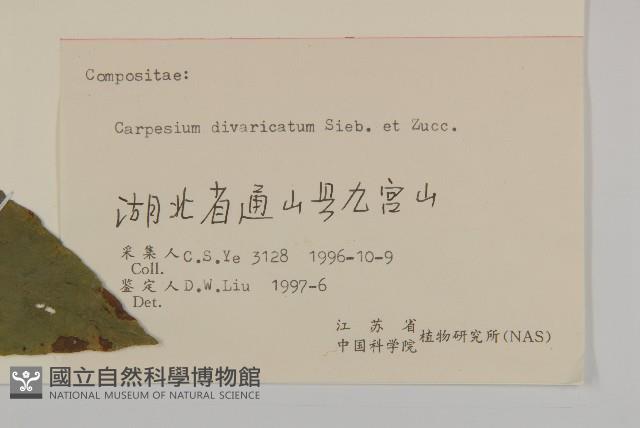 Compositae:
Carpesium divaricatum Sieb. et Zucc.
湖北省通山县九宫山
采集人 C.S.Ye 3128 1996-10-9
Coll.
鉴定人 D.W.Liu 1997-6
Det.
江苏省
中国科学院 植物研究所(NAS)
國立自然科學博物館
NATIONAL MUSEUM OF NATURAL SCIENCE